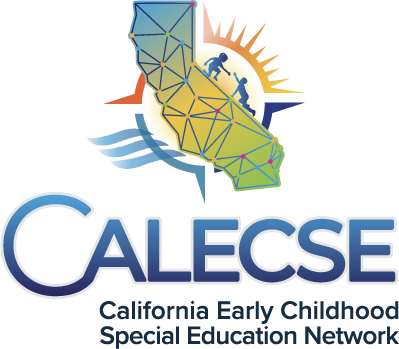 CALECSE
California Early Childhood
Special Education Network